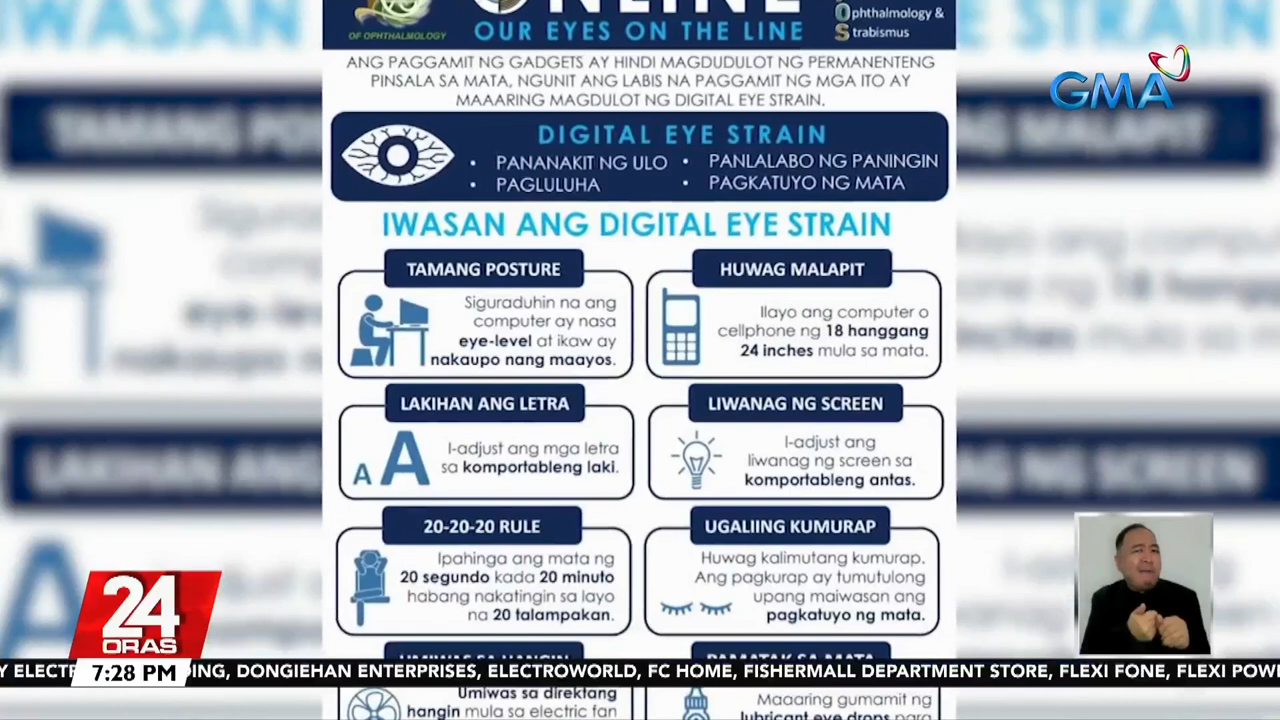 ONLINE
OF OPHTHALMOLOGY
OUR EYES ON THE LINE
Ophthalmology &
Strabismus
ANG PAGGAMIT NG GADGETS AY HINDI MAGDUDULOT NG PERMANENTENG
PINSALA SA MATA, NGUNIT ANG LABIS NA PAGGAMIT NG MGA ITO AY
MAAARING MAGDULOT NG DIGITAL EYE STRAIN.
GMA
DIGITAL EYE STRAIN
• PANANAKIT NG ULO
• PAGLULUHA
• PANLALABO NG PANINGIN
• PAGKATUYO NG MATA
IWASAN ANG DIGITAL EYE STRAIN
TAMANG POSTURE
Siguraduhin na ang
computer ay nasa
eye-level at ikaw ay
nakaupo nang maayos.
HUWAG MALAPIT
Ilayo ang computer o
cellphone ng 18 hanggang
24 inches mula sa mata.
LAKIHAN ANG LETRA
A A
I-adjust ang mga letra
sa komportableng laki.
LIWANAG NG SCREEN
I-adjust ang
liwanag ng screen sa
komportableng antas.
20-20-20 RULE
Ipahinga ang mata ng
20 segundo kada 20 minuto
habang nakatingin sa layo
na 20 talampakan.
UGALIING KUMURAP
Huwag kalimutang kumurap.
Ang pagkurap ay tumutulong
upang maiwasan ang
pagkatuyo ng mata.
Umiwas sa direktang
hangin mula sa electric fan
Maaaring gumamit ng
lubricant eye drops para
24
ORAS
7:28 PM
DING, DONGIEHAN ENTERPRISES, ELECTROWORLD, FC HOME, FISHERMALL DEPARTMENT STORE, FLEXI FONE, FLEXI